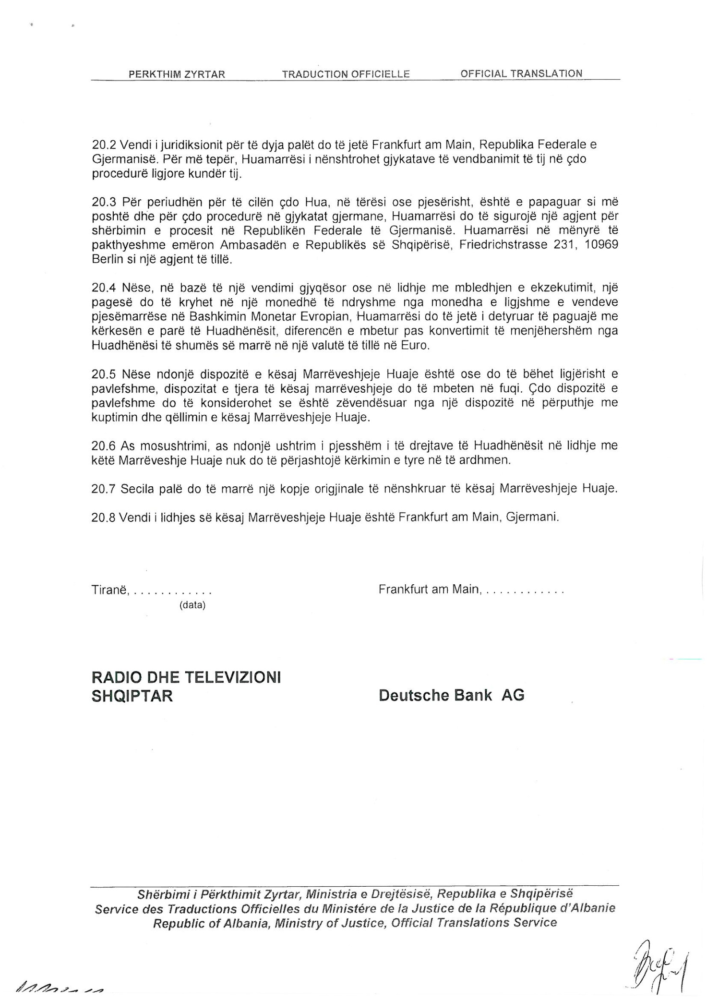 PERKTHIM ZYRTAR TRADUCTION OFFICIELLE OFFICIAL TRANSLATION
20.2 Vendi i juridiksionit për të dyja palët do të jetë Frankfurt am Main, Republika Federale e
Gjermanisë. Për më tepër, Huamarrësi i nënshtrohet gjykatave të vendbanimit të tij në çdo
procedurë ligjore kundër tij.
20.3 Për periudhën për të cilën çdo Hua, në tërësi ose pjesërisht, është e papaguar si më
poshtë dhe për çdo procedurë në gjykatat gjermane, Huamarrësi do të sigurojë një agjent për
shërbimin e procesit në Republikën Federale të Gjermanisë. Huamarrësi në mënyrë të
pakthyeshme emëron Ambasadën e Republikës së Shqipërisë, Friedrichstrasse 231, 10969
Berlin si një agjent të tillë.
20.4 Nëse, në bazë të një vendimi gjyqësor ose në lidhje me mbledhjen e ekzekutimit, një
pagesë do të kryhet në një monedhë të ndryshme nga monedha e ligjshme e vendeve
pjesëmarrëse në Bashkimin Monetar Evropian, Huamarrësi do të jetë i detyruar të paguajë me
kërkesën e parë të Huadhënësit, diferencën e mbetur pas konvertimit të menjëhershëm nga
Huadhënësi të shumës së marrë në një valutë të tillë në Euro.
20.5 Nëse ndonjë dispozitë e kësaj Marrëveshjeje Huaje është ose do të bëhet ligjërisht e
pavlefshme, dispozitat e tjera të kësaj marrëveshjeje do të mbeten në fuqi. Çdo dispozitë e
pavlefshme do të konsiderohet se është zëvendësuar nga një dispozitë në përputhje me
kuptimin dhe qëllimin e kësaj Marrëveshjeje Huaje.
20.6 As mosushtrimi, as ndonjë ushtrim i pjesshëm i të drejtave të Huadhënësit në lidhje me
këtë Marrëveshje Huaje nuk do të përjashtojë kërkimin e tyre në të ardhmen.
20.7 Secila palë do të marrë një kopje origjinale të nënshkruar të kësaj Marrëveshjeje Huaje.
20.8 Vendi i lidhjes së kësaj Marrëveshjeje Huaje është Frankfurt am Main, Gjermani.
Tiranë, . . . . . . . . . . . . Frankfurt am Main, . . . . . . . . . . . .
(data)
RADIO DHE TELEVIZIONI
SHQIPTAR Deutsche Bank AG
Shërbimi i Përkthimit Zyrtar, Ministria e Drejtësisë, Republika e Shqipërisë
Service des Traductions Officielles du Ministére de la Justice de la République d'Albanie
Republic of Albania, Ministry of Justice, Official Translations Service